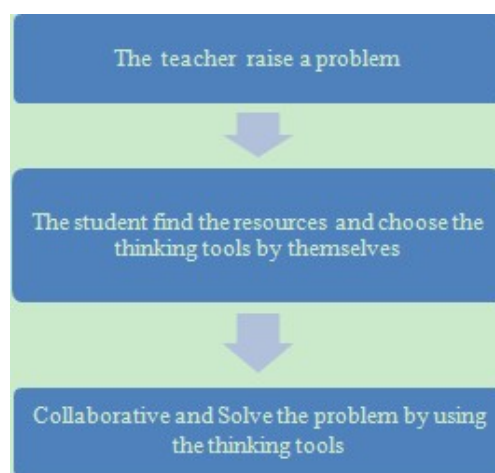 The teacher raise a problem
The student find the resources and choose the
thinking tools by themselves
Collaborative and Solve the problem by using
the thinking tools